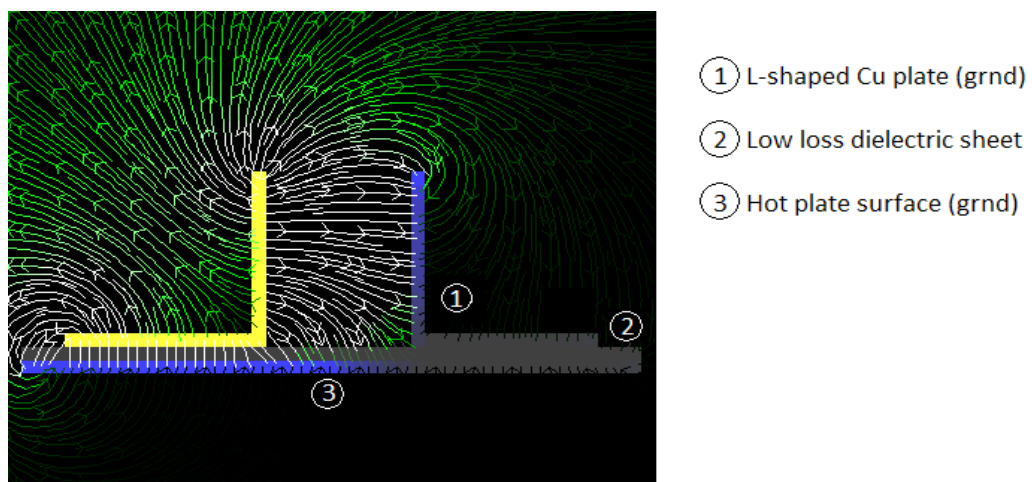 ① L-shaped Cu plate (grnd)
② Low loss dielectric sheet
③ Hot plate surface (grnd)
①
②
③